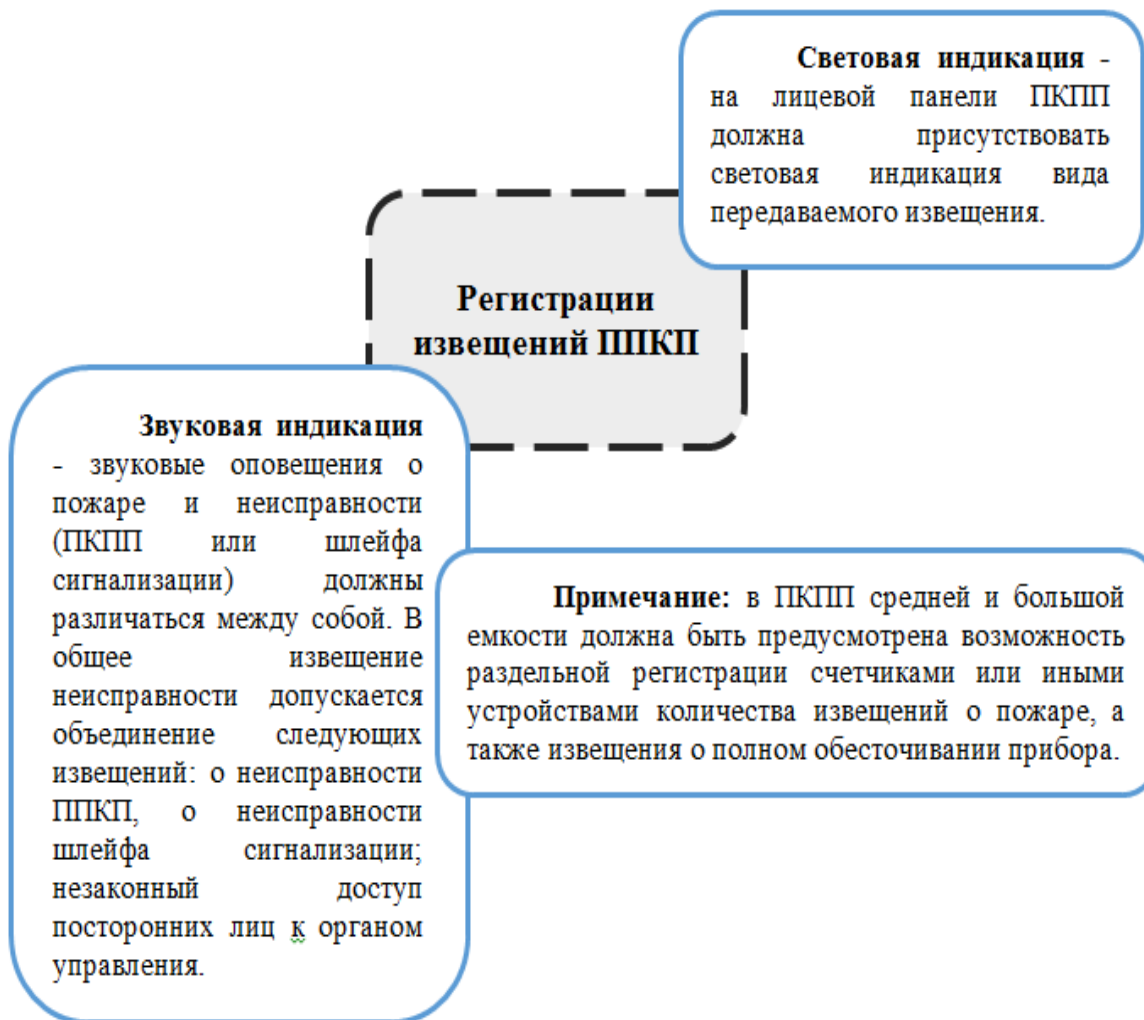 Световая индикация -
на лицевой панели ПКПП
должна присутствовать
световая индикация вида
передаваемого извещения.
Регистрации
извещений ППКП
Звуковая индикация
- звуковые оповещения о
пожаре и неисправности
(ПКПП или шлейфа
сигнализации) должны
различаться между собой. В
общее извещение
неисправности допускается
объединение следующих
извещений: о неисправности
ППКП, о неисправности
шлейфа сигнализации;
незаконный доступ
посторонних лиц к органом
управления.
Примечание: в ПКПП средней и большой
емкости должна быть предусмотрена возможность
раздельной регистрации счетчиками или иными
устройствами количества извещений о пожаре, а
также извещения о полном обесточивании прибора.